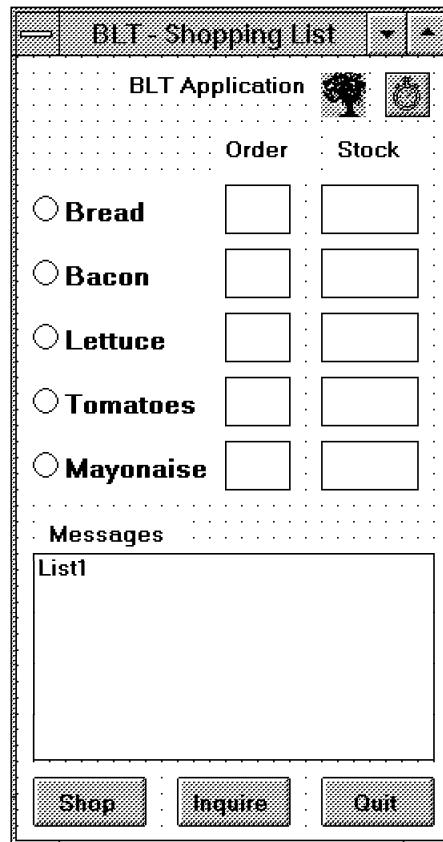 BLT - Shopping List
BLT Application
Order Stock
Bread
Bacon
Lettuce
Tomatoes
Mayonaise
Messages
List1
Shop Inquire Quit